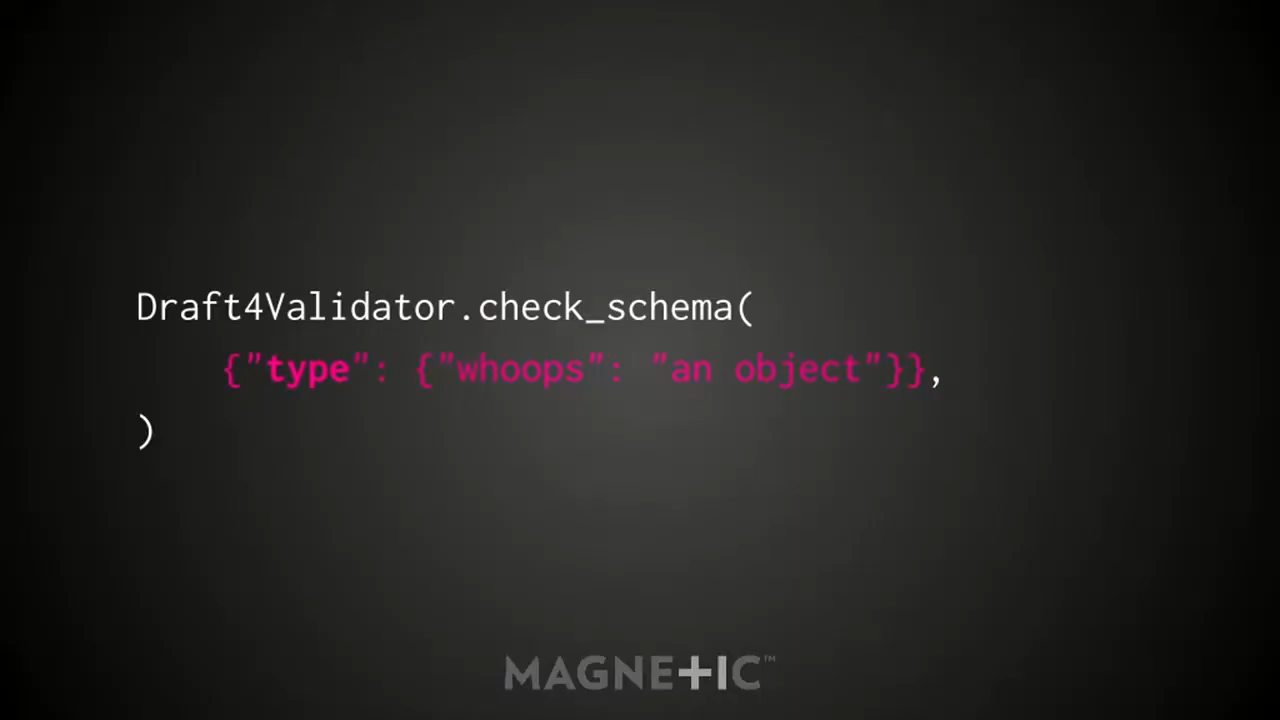 Draft4Validator.check_schema(
{"type": {"whoops": "an object"}},
)
MAGNETIC™